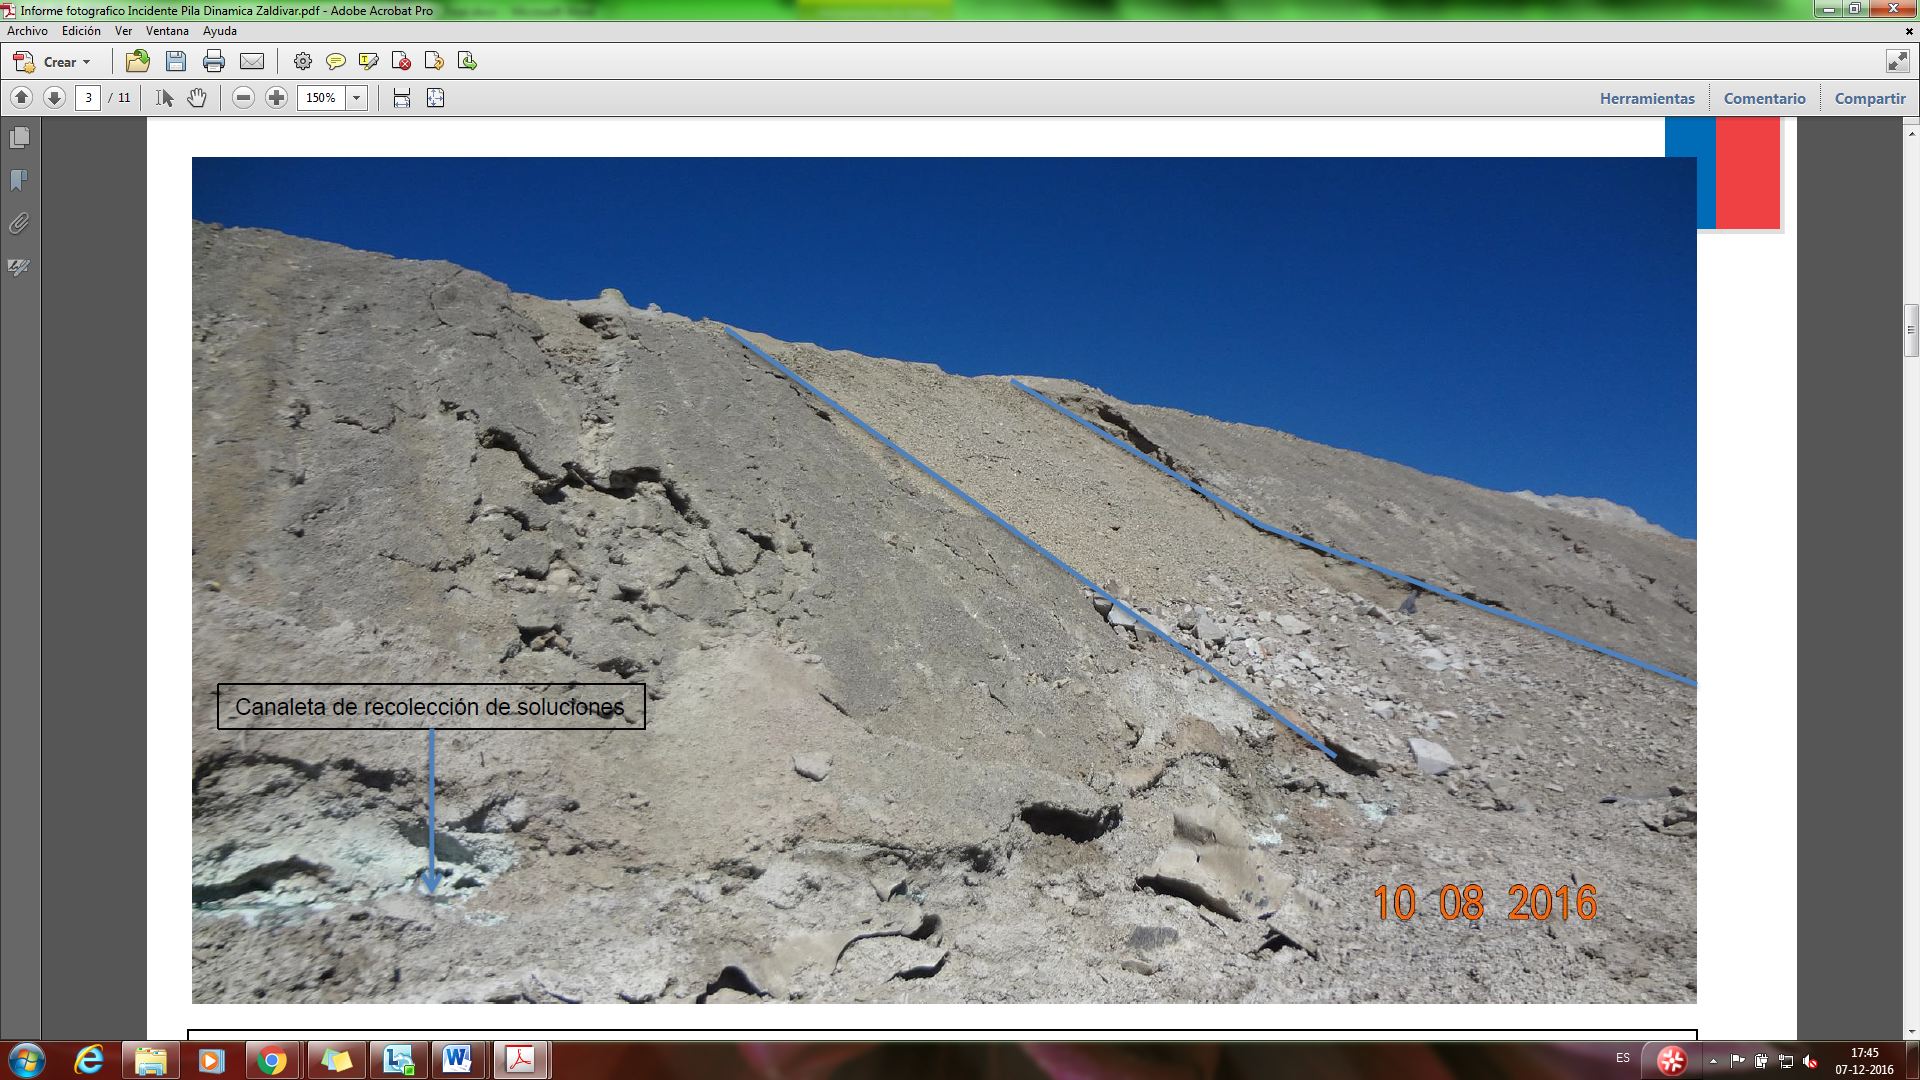 Informe fotografico Incidente Pila Dinamica Zaldivar.pdf - Adobe Acrobat Pro
Archivo Edición Ver Ventana Ayuda
Crear
3 / 11 150% Herramientas Comentario Compartir
Canaleta de recolección de soluciones
10 08 2016
ES
17:45
07-12-2016